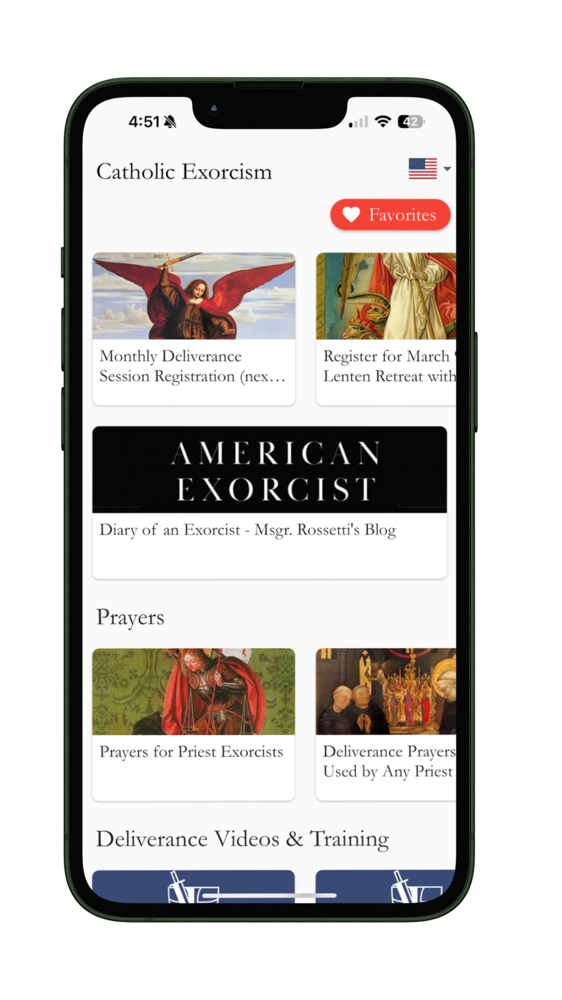 4:51
42
Catholic Exorcism
Favorites
Monthly Deliverance
Session Registration (nex...
Register for March
Lenten Retreat with
AMERICAN
EXORCIST
Diary of an Exorcist - Msgr. Rossetti's Blog
Prayers
Prayers for Priest Exorcists
Deliverance Prayers
Used by Any Priest
Deliverance Videos & Training